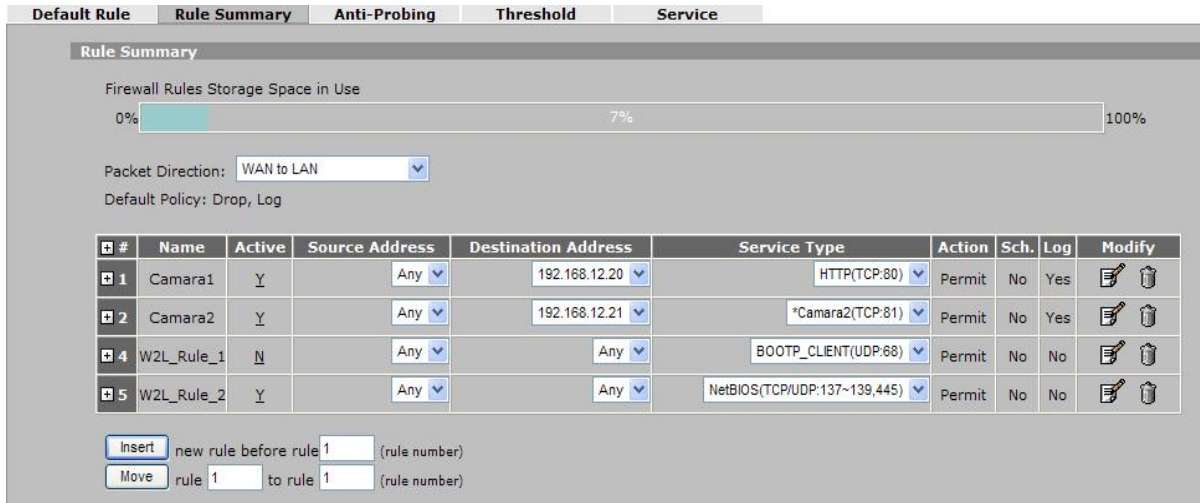 Default Rule Rule Summary Anti-Probing Threshold Service
Rule Summary
Firewall Rules Storage Space in Use
0% 7% 100%
Packet Direction: WAN to LAN
Default Policy: Drop, Log
# Name Active Source Address Destination Address Service Type Action Sch. Log Modify
1 Camara1 Y Any 192.168.12.20 HTTP(TCP:80) Permit No Yes
2 Camara2 Y Any 192.168.12.21 *Camara2(TCP:81) Permit No Yes
4 W2L_Rule_1 N Any Any BOOTP_CLIENT(UDP:68) Permit No No
5 W2L_Rule_2 Y Any Any NetBIOS(TCP/UDP:137~139,445) Permit No No
Insert new rule before rule 1 (rule number)
Move rule 1 to rule 1 (rule number)